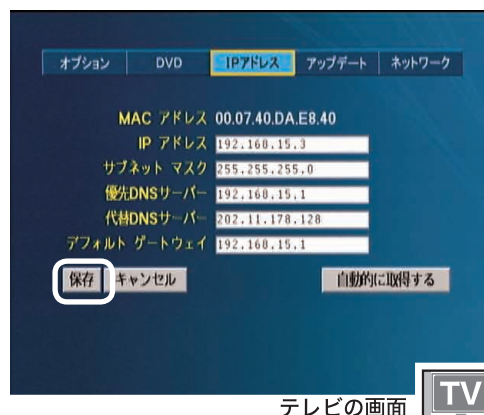 オプション DVD IPアドレス アップデート ネットワーク
MAC アドレス 00.07.40.DA.E8.40
IP アドレス 192.168.15.3
サブネット マスク 255.255.255.0
優先DNSサーバー 192.168.15.1
代替DNSサーバー 202.11.178.128
デフォルト ゲートウェイ 192.168.15.1
保存 キャンセル 自動的に取得する
テレビの画面 TV